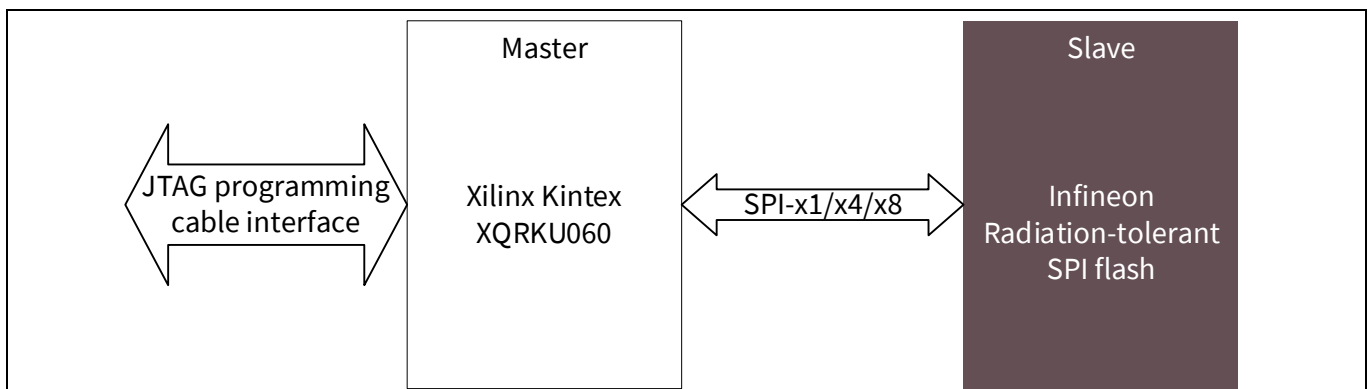 Master
Slave
JTAG programming
cable interface
Xilinx Kintex
XQRKU060
SPI-x1/x4/x8
Infineon
Radiation-tolerant
SPI flash